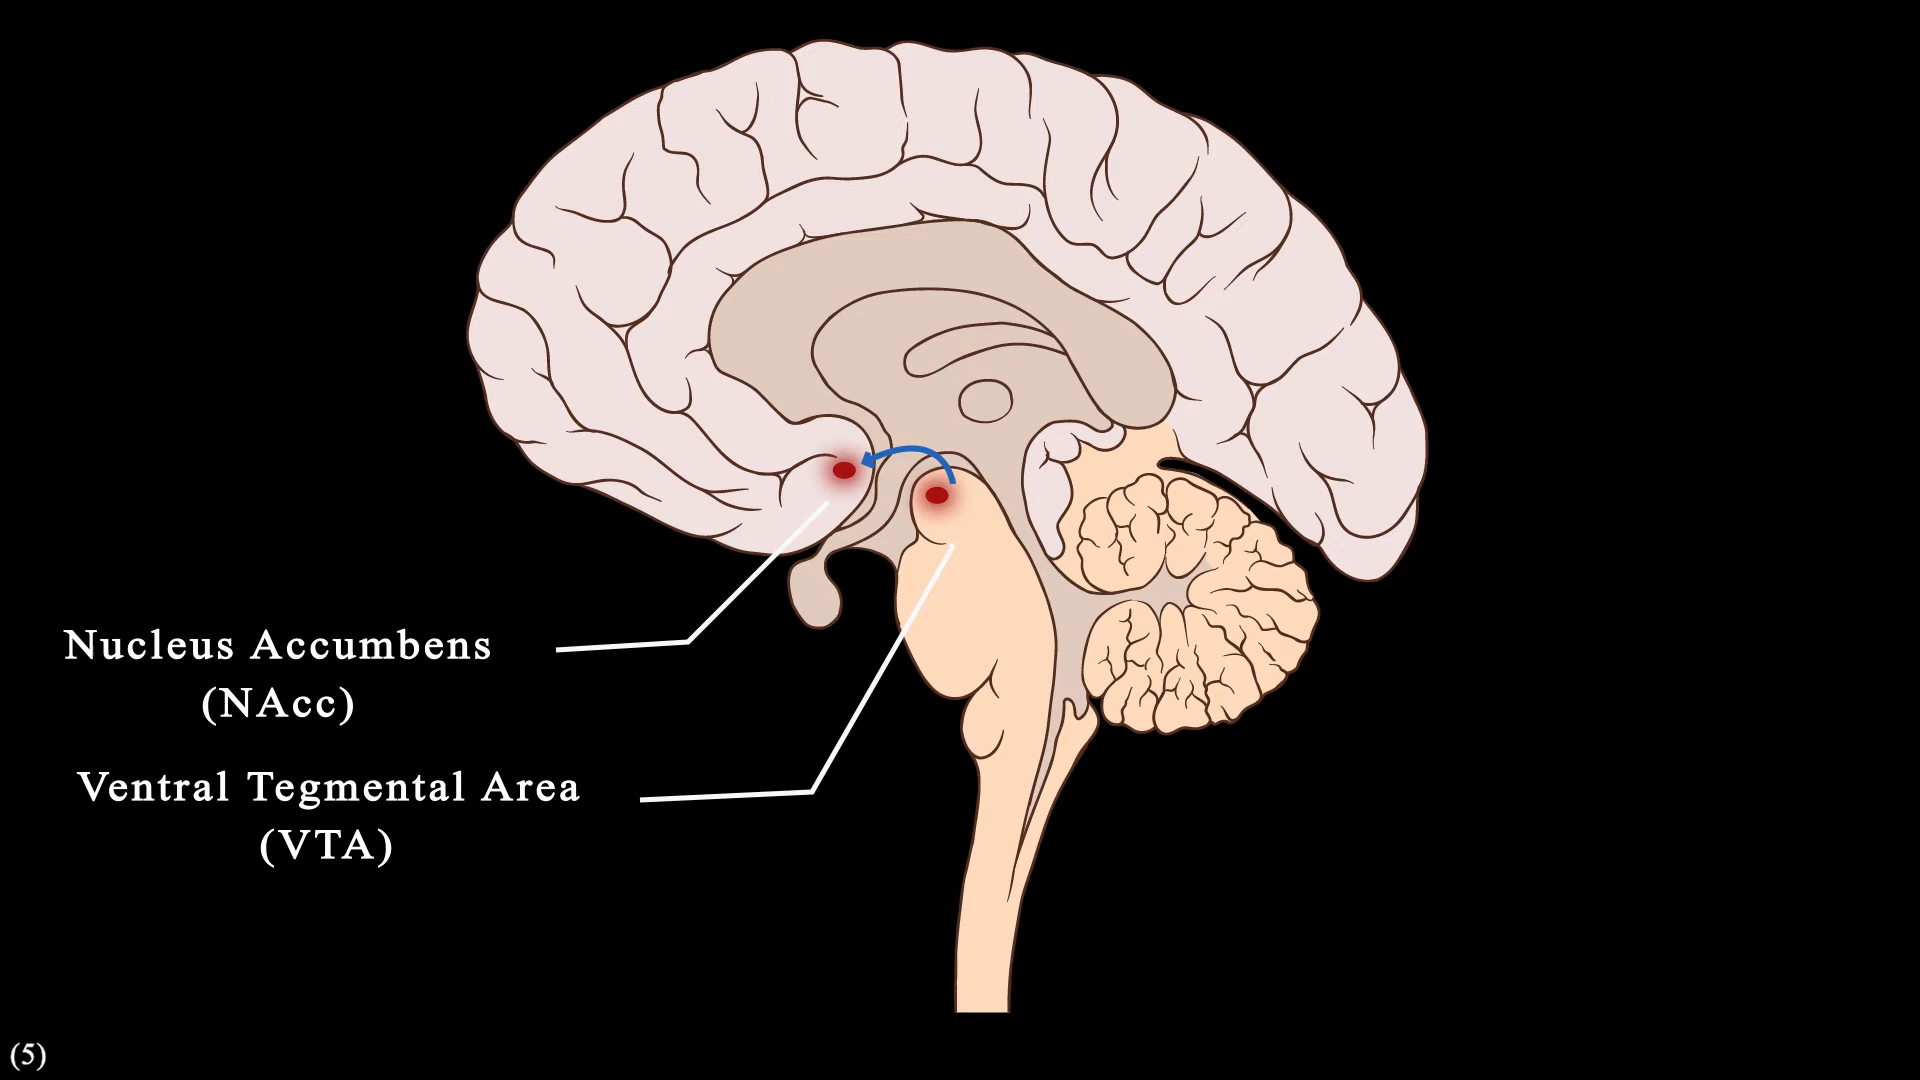 Nucleus Accumbens
(NAcc)
Ventral Tegmental Area
(VTA)
(5)